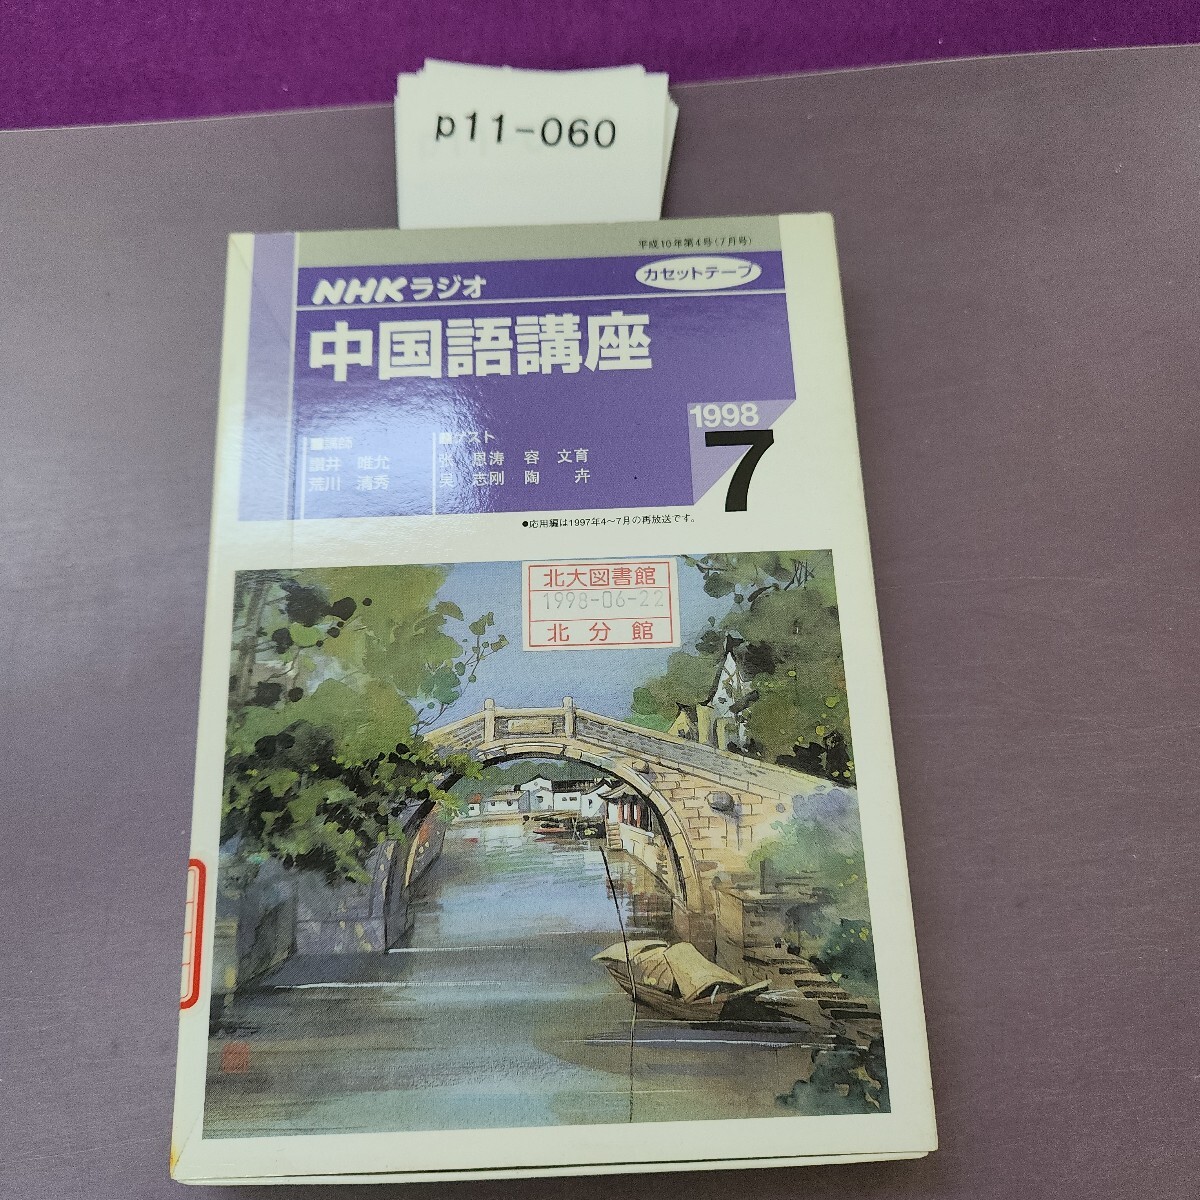 p11-060
平成10年第4号(7月号)
NHKラジオ
カセットテープ
中国語講座
1998
7
■講師
讃井 唯允
荒川 清秀
■ゲスト
张 恩涛 容 文育
吴 志刚 陶 卉
●応用編は1997年4～7月の再放送です。
北大図書館
1998-06-22
北分館